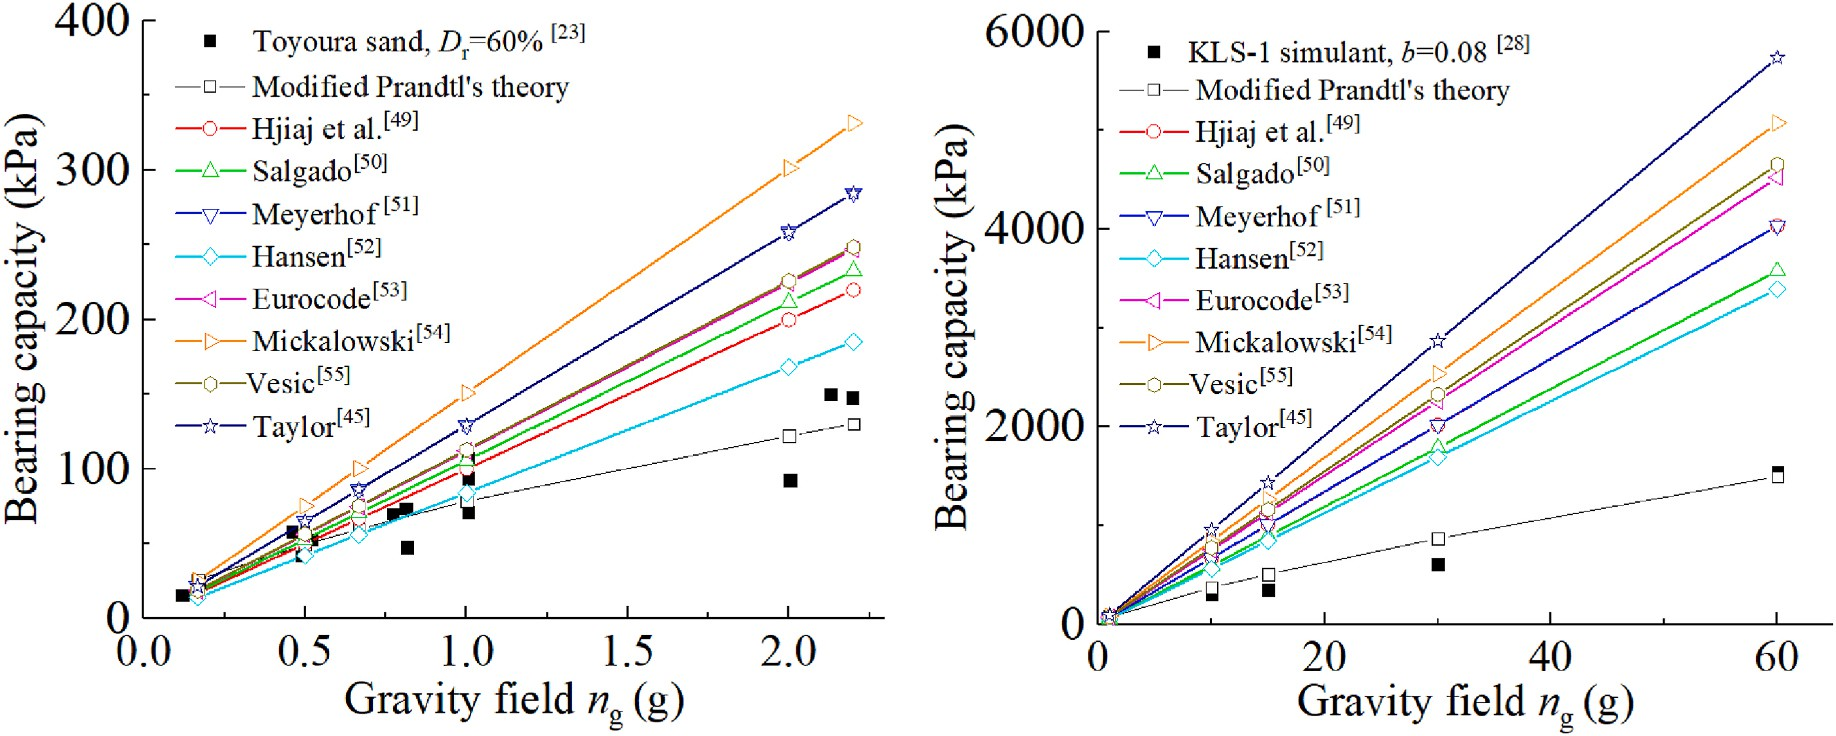 Bearing capacity (kPa)
400
300
200
100
0
Toyoura sand, Dr=60% [23]
Modified Prandtl's theory
Hjiaj et al.[49]
Salgado[50]
Meyerhof [51]
Hansen[52]
Eurocode[53]
Mickalowski[54]
Vesic[55]
Taylor[45]
0.0 0.5 1.0 1.5 2.0
Gravity field ng (g)
Bearing capacity (kPa)
6000
4000
2000
0
KLS-1 simulant, b=0.08 [28]
Modified Prandtl's theory
Hjiaj et al.[49]
Salgado[50]
Meyerhof [51]
Hansen[52]
Eurocode[53]
Mickalowski[54]
Vesic[55]
Taylor[45]
0 20 40 60
Gravity field ng (g)